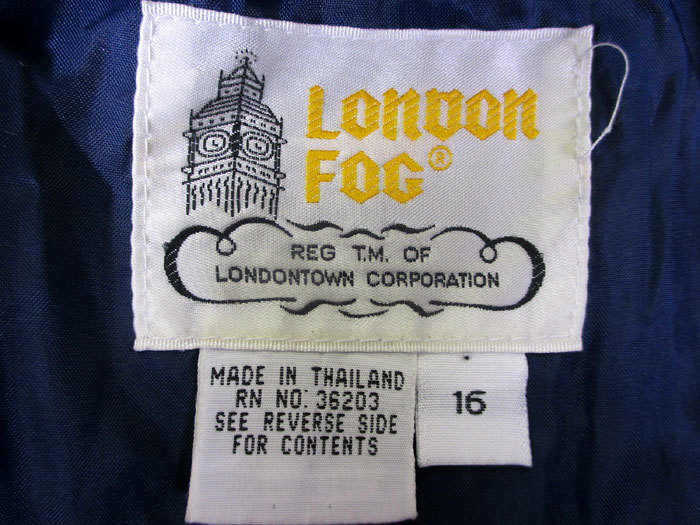 LONDON
FOG®
REG T.M. OF
LONDONTOWN CORPORATION
MADE IN THAILAND
RN NO: 36203
SEE REVERSE SIDE
FOR CONTENTS
16